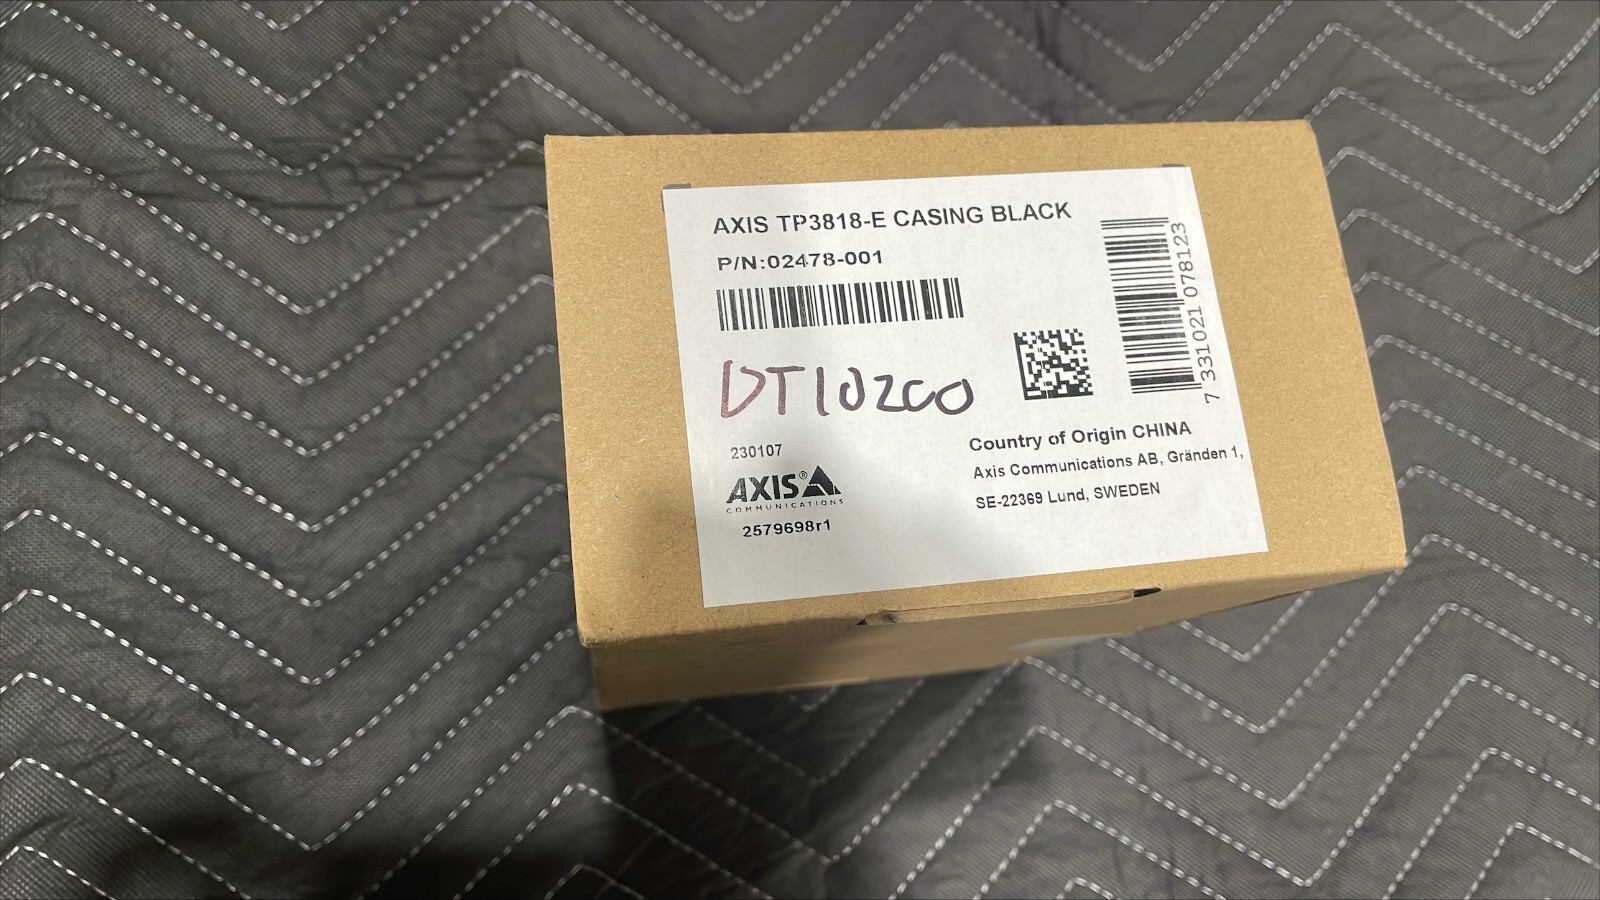 AXIS TP3818-E CASING BLACK
P/N:02478-001
7 331021 078123
DT10200
230107
AXIS®
COMMUNICATIONS
2579698r1
Country of Origin CHINA
Axis Communications AB, Gränden 1,
SE-22369 Lund, SWEDEN